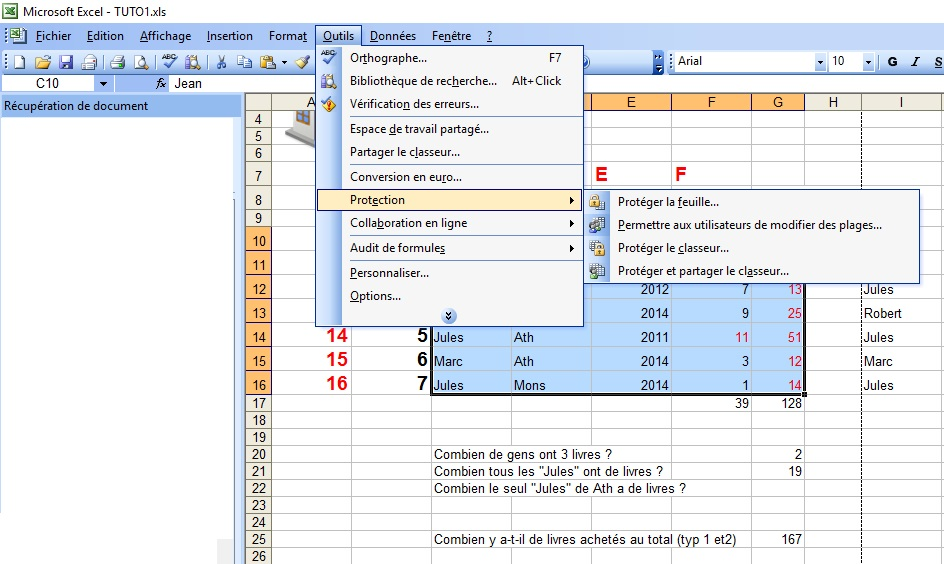 Microsoft Excel - TUTO1.xls
Fichier Edition Affichage Insertion Format Outils Données Fenêtre ?
Arial 10 G I S
C10 fx Jean
Récupération de document
Orthographe... F7
Bibliothèque de recherche... Alt+Click
Vérification des erreurs...
Espace de travail partagé...
Partager le classeur...
Conversion en euro...
Protection
Collaboration en ligne
Audit de formules
Personnaliser...
Options...
Protéger la feuille...
Permettre aux utilisateurs de modifier des plages...
Protéger le classeur...
Protéger et partager le classeur...
A E F G H I
4
5
6
7 E F
8
9
10
11
12 2012 7 13 Jules
13 2014 9 25 Robert
14 14 5 Jules Ath 2011 11 51 Jules
15 15 6 Marc Ath 2014 3 12 Marc
16 16 7 Jules Mons 2014 1 14 Jules
17 39 128
18
19
20 Combien de gens ont 3 livres ? 2
21 Combien tous les "Jules" ont de livres ? 19
22 Combien le seul "Jules" de Ath a de livres ?
23
24
25 Combien y a-t-il de livres achetés au total (typ 1 et2) 167
26